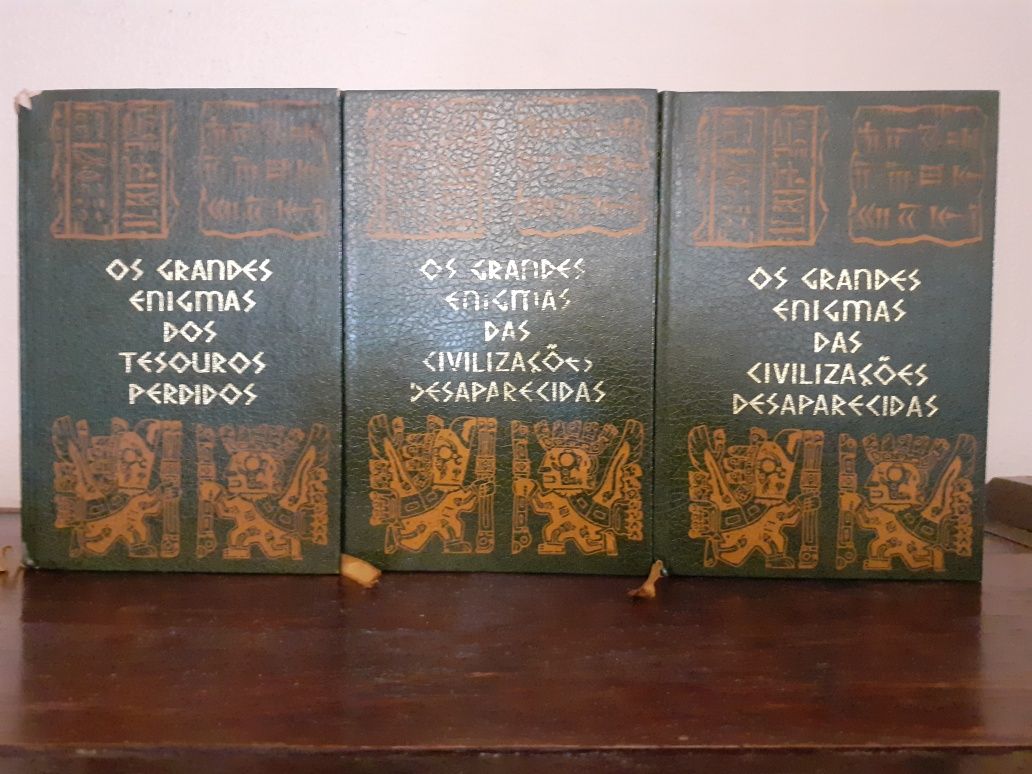 OS GRANDES
ENIGMAS
DOS
TESOUROS
PERDIDOS
OS GRANDES
ENIGMAS
DAS
CIVILIZAÇÕES
DESAPARECIDAS
OS GRANDES
ENIGMAS
DAS
CIVILIZAÇÕES
DESAPARECIDAS